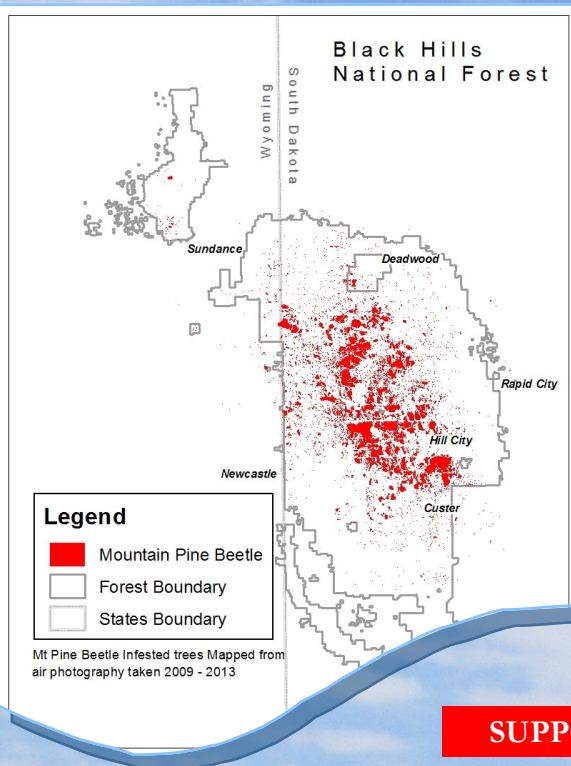 Black Hills
National Forest
Wyoming
South Dakota
Sundance
Deadwood
Rapid City
Hill City
Newcastle
Custer
Legend
Mountain Pine Beetle
Forest Boundary
States Boundary
Mt Pine Beetle Infested trees Mapped from
air photography taken 2009 - 2013